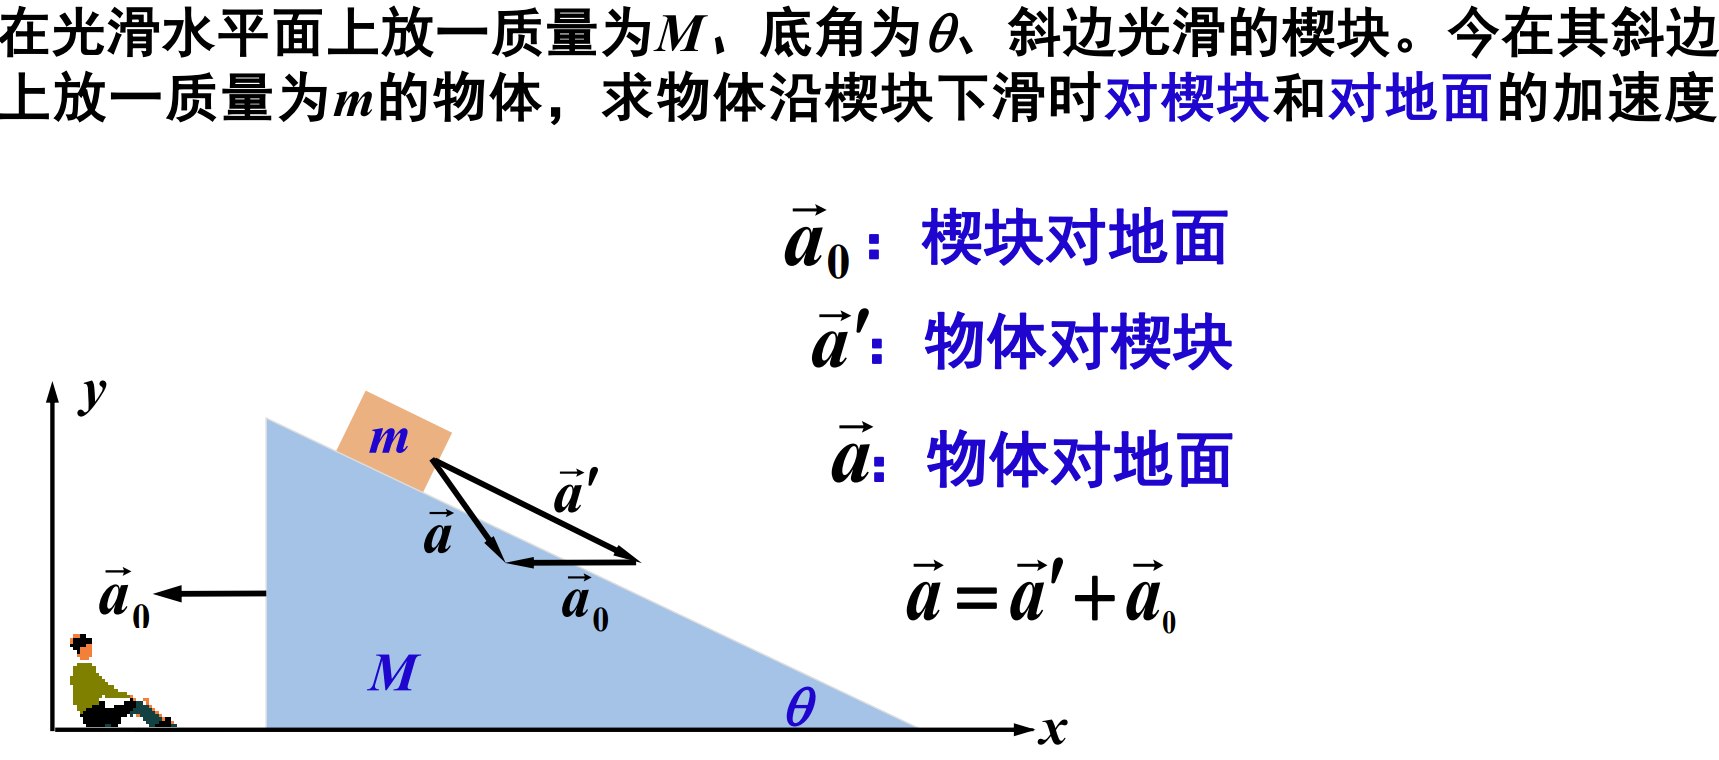 在光滑水平面上放一质量为M、底角为θ、斜边光滑的楔块。今在其斜边
上放一质量为m的物体，求物体沿楔块下滑时对楔块和对地面的加速度
a⃗₀：楔块对地面
a⃗′：物体对楔块
a⃗：物体对地面
a⃗ = a⃗′ + a⃗₀
y
m
a⃗′
a⃗
a⃗₀
a⃗₀
M
θ
x